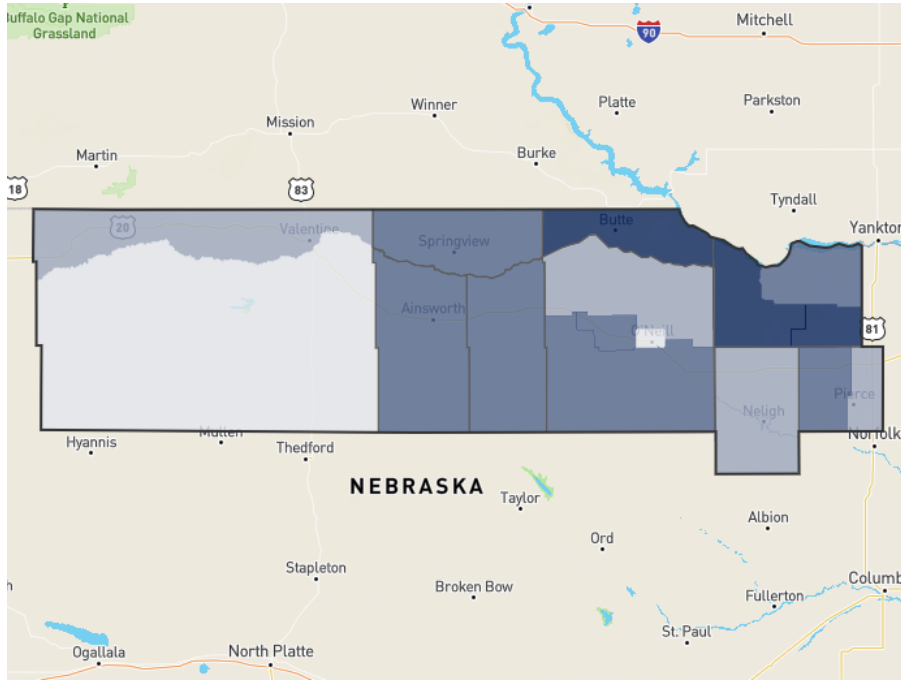 Buffalo Gap National
Grassland
90
Mitchell
Winner
Platte
Parkston
Mission
Martin
Burke
18
83
Tyndall
20
Valentine
Butte
Springview
Yankton
Ainsworth
O'Neill
81
Neligh
Pierce
Hyannis
Mullen
Thedford
Norfolk
NEBRASKA
Taylor
Albion
Ord
Stapleton
Broken Bow
Columb
Fullerton
St. Paul
Ogallala
North Platte